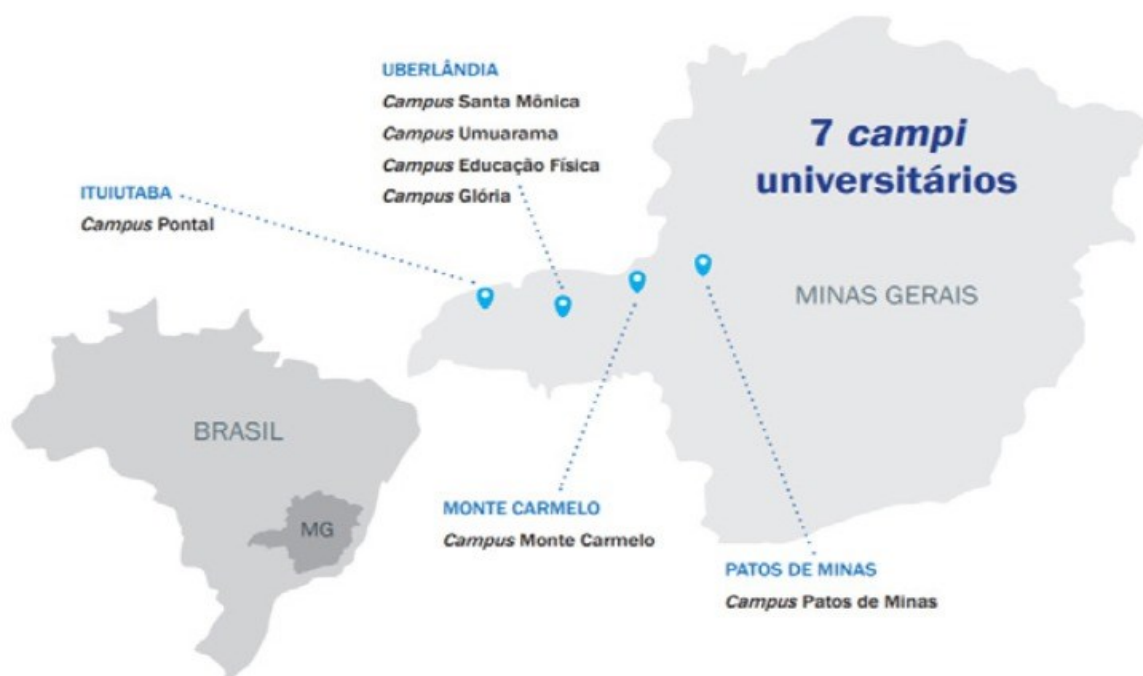 UBERLÂNDIA
Campus Santa Mônica
Campus Umuarama
Campus Educação Física
Campus Glória
ITUIUTABA
Campus Pontal
7 campi
universitários
MINAS GERAIS
BRASIL
MG
MONTE CARMELO
Campus Monte Carmelo
PATOS DE MINAS
Campus Patos de Minas